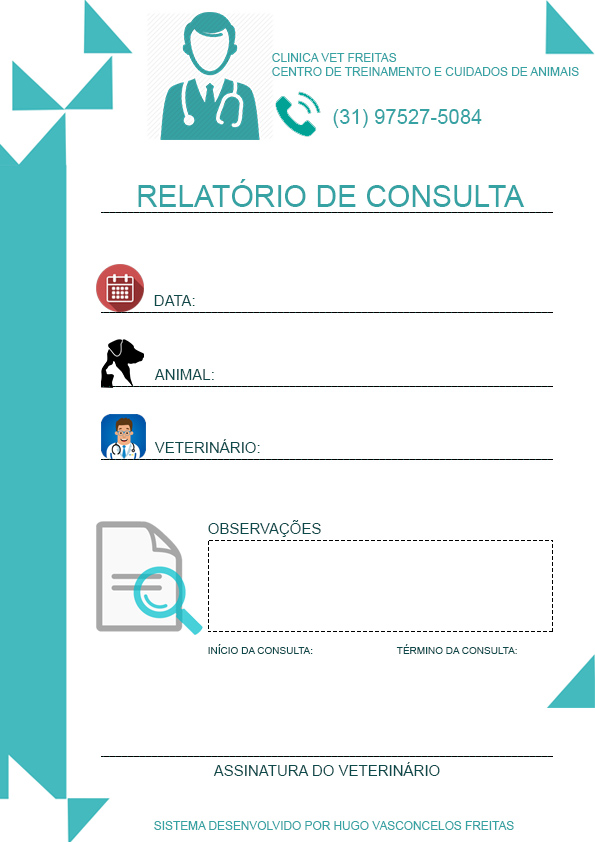 CLINICA VET FREITAS
CENTRO DE TREINAMENTO E CUIDADOS DE ANIMAIS
(31) 97527-5084
RELATÓRIO DE CONSULTA
DATA:
ANIMAL:
VETERINÁRIO:
OBSERVAÇÕES
INÍCIO DA CONSULTA: TÉRMINO DA CONSULTA:
ASSINATURA DO VETERINÁRIO
SISTEMA DESENVOLVIDO POR HUGO VASCONCELOS FREITAS